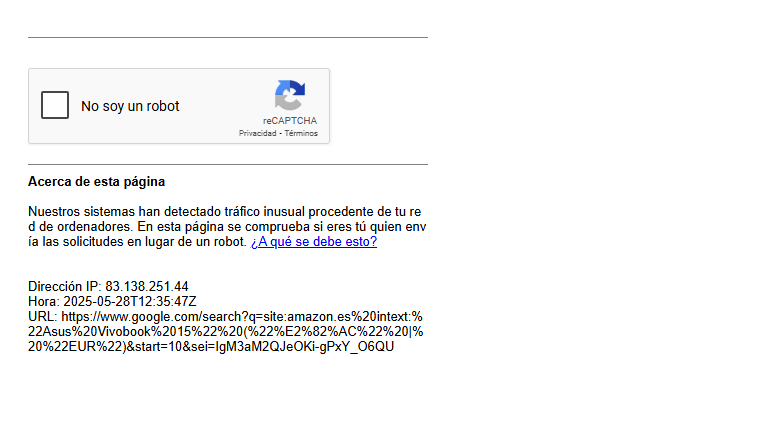 No soy un robot
reCAPTCHA
Privacidad - Términos
Acerca de esta página
Nuestros sistemas han detectado tráfico inusual procedente de tu re
d de ordenadores. En esta página se comprueba si eres tú quien env
ía las solicitudes en lugar de un robot. ¿A qué se debe esto?
Dirección IP: 83.138.251.44
Hora: 2025-05-28T12:35:47Z
URL: https://www.google.com/search?q=site:amazon.es%20intext:%
22Asus%20Vivobook%2015%22%20(%22%E2%82%AC%22%20|%
20%22EUR%22)&start=10&sei=IgM3aM2QJeOKi-gPxY_O6QU